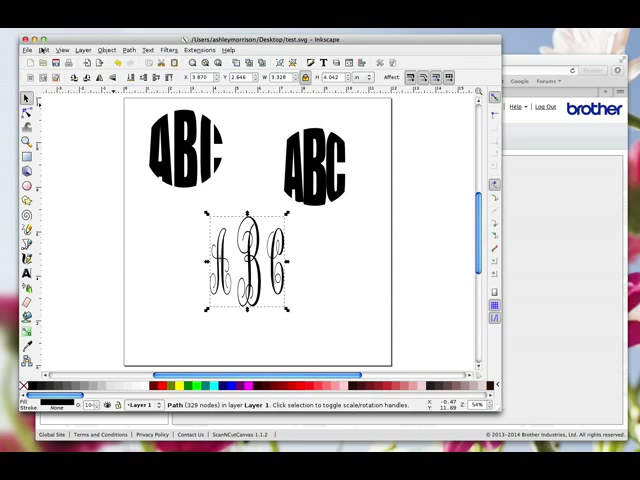 /Users/ashleymorrison/Desktop/test.svg - Inkscape
File Edit View Layer Object Path Text Filters Extensions Help
X 3.870 Y 2.646 W 3.328 H 4.042 in Affect:
Google Forums
Help Log Out brother
ABC
ABC
ABC
Fill:
Stroke: None
O: 10
Layer 1
Path (329 nodes) in layer Layer 1. Click selection to toggle scale/rotation handles.
X: -0.47
Y: 11.69
Z: 54%
Global Site | Terms and Conditions | Privacy Policy | Contact Us | ScanNCutCanvas 1.1.2 | © 2013-2014 Brother Industries, Ltd. All Rights Reserved.